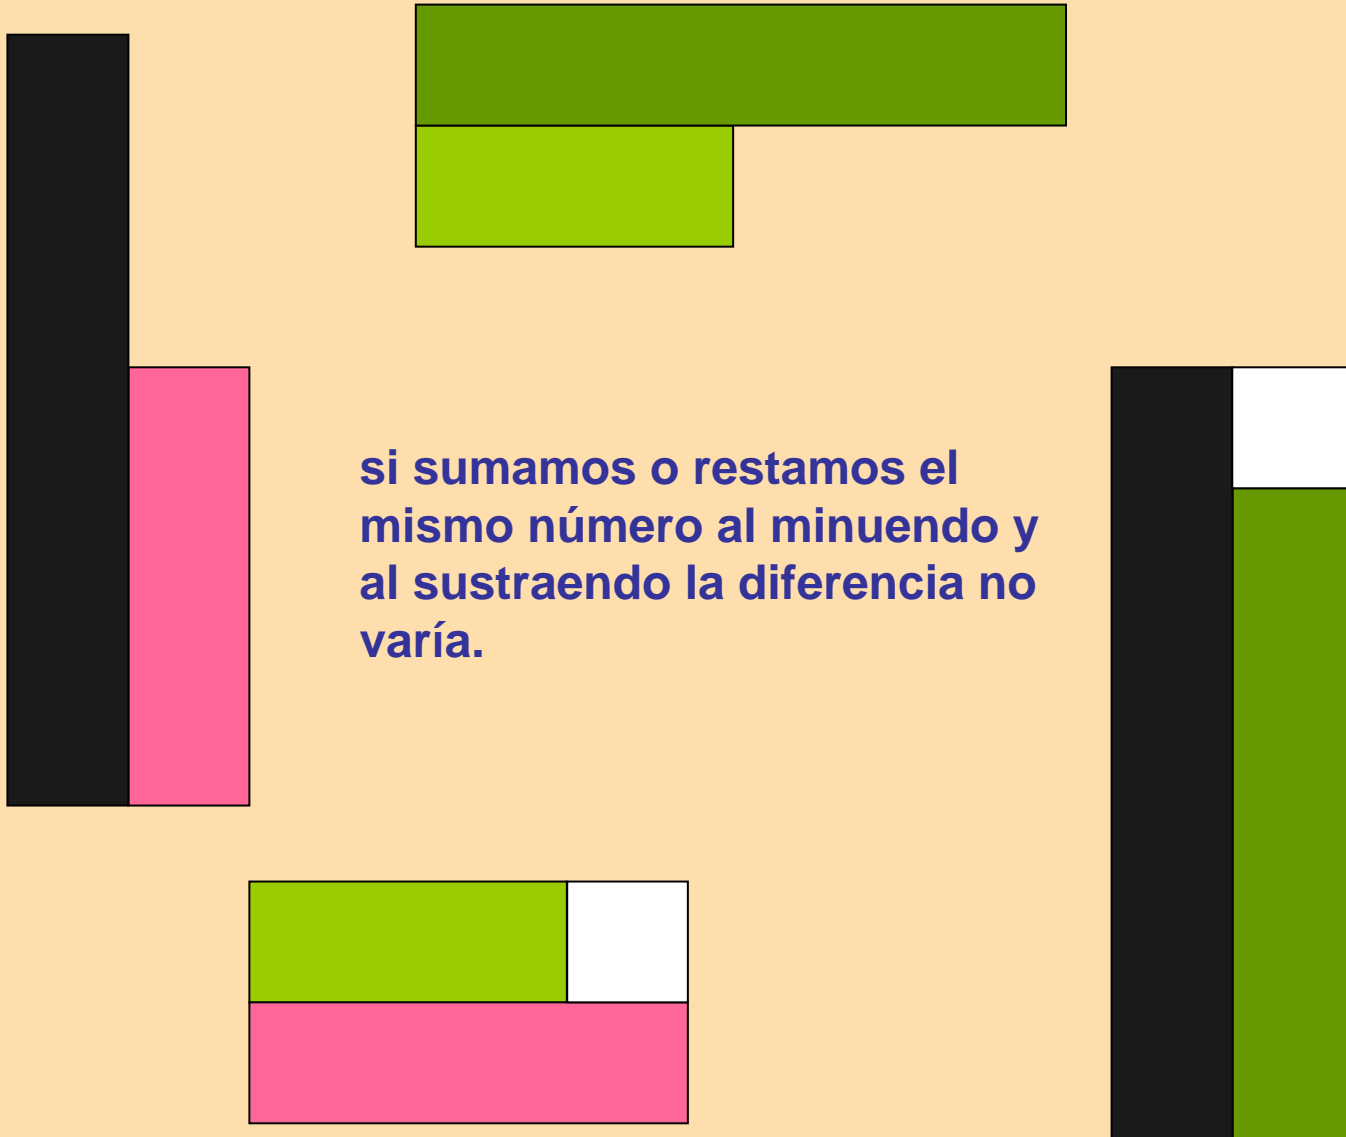 si sumamos o restamos el
mismo número al minuendo y
al sustraendo la diferencia no
varía.